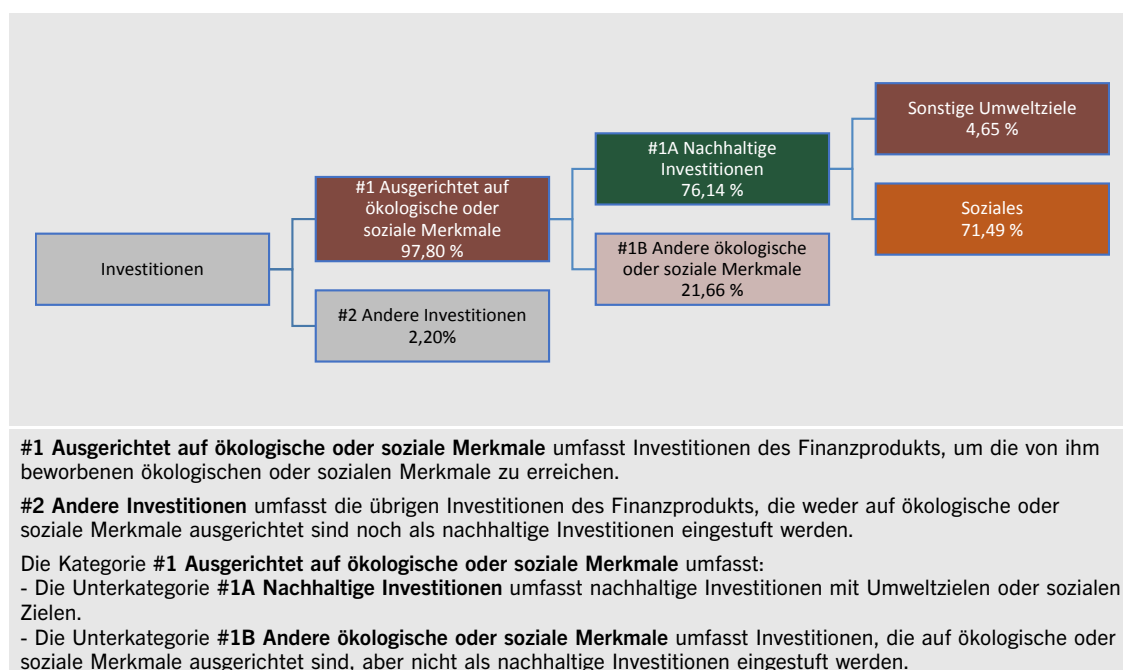 Investitionen
#1 Ausgerichtet auf
ökologische oder
soziale Merkmale
97,80 %
#2 Andere Investitionen
2,20%
#1A Nachhaltige
Investitionen
76,14 %
#1B Andere ökologische
oder soziale Merkmale
21,66 %
Sonstige Umweltziele
4,65 %
Soziales
71,49 %
#1 Ausgerichtet auf ökologische oder soziale Merkmale umfasst Investitionen des Finanzprodukts, um die von ihm
beworbenen ökologischen oder sozialen Merkmale zu erreichen.
#2 Andere Investitionen umfasst die übrigen Investitionen des Finanzprodukts, die weder auf ökologische oder
soziale Merkmale ausgerichtet sind noch als nachhaltige Investitionen eingestuft werden.
Die Kategorie #1 Ausgerichtet auf ökologische oder soziale Merkmale umfasst:
- Die Unterkategorie #1A Nachhaltige Investitionen umfasst nachhaltige Investitionen mit Umweltzielen oder sozialen
Zielen.
- Die Unterkategorie #1B Andere ökologische oder soziale Merkmale umfasst Investitionen, die auf ökologische oder
soziale Merkmale ausgerichtet sind, aber nicht als nachhaltige Investitionen eingestuft werden.